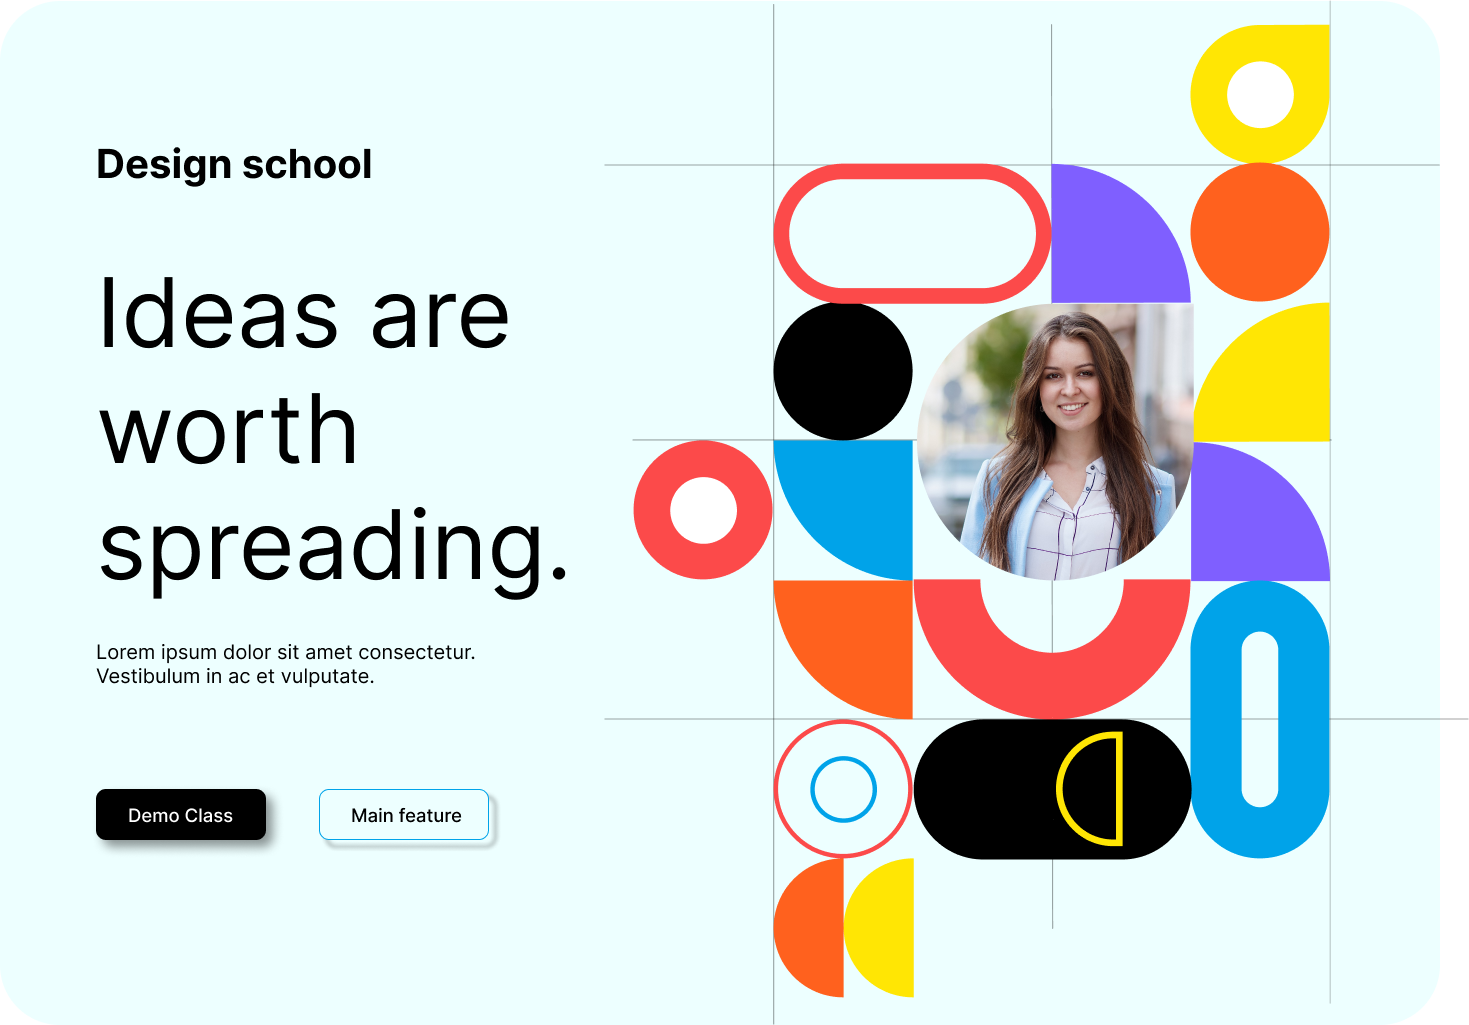 Design school
Ideas are
worth
spreading.
Lorem ipsum dolor sit amet consectetur.
Vestibulum in ac et vulputate.
Demo Class
Main feature